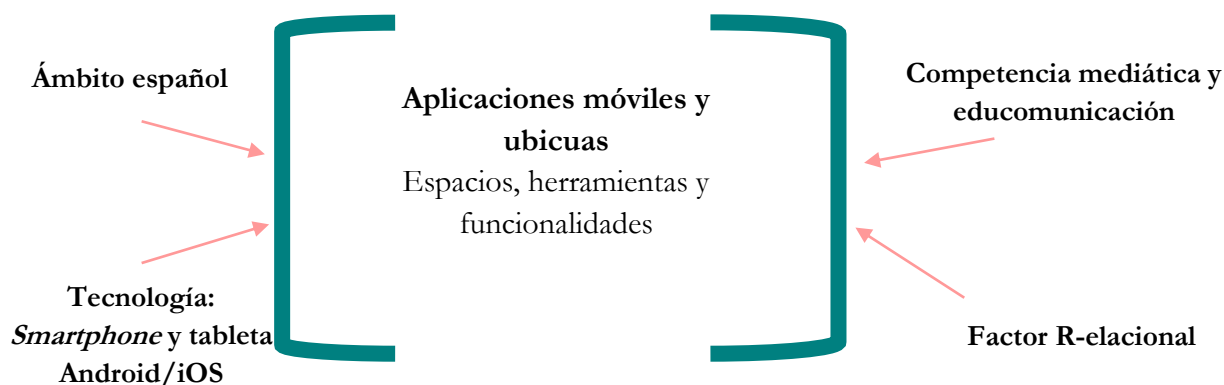 Ámbito español
Tecnología:
Smartphone y tableta
Android/iOS
Aplicaciones móviles y
ubicuas
Espacios, herramientas y
funcionalidades
Competencia mediática y
educomunicación
Factor R-elacional